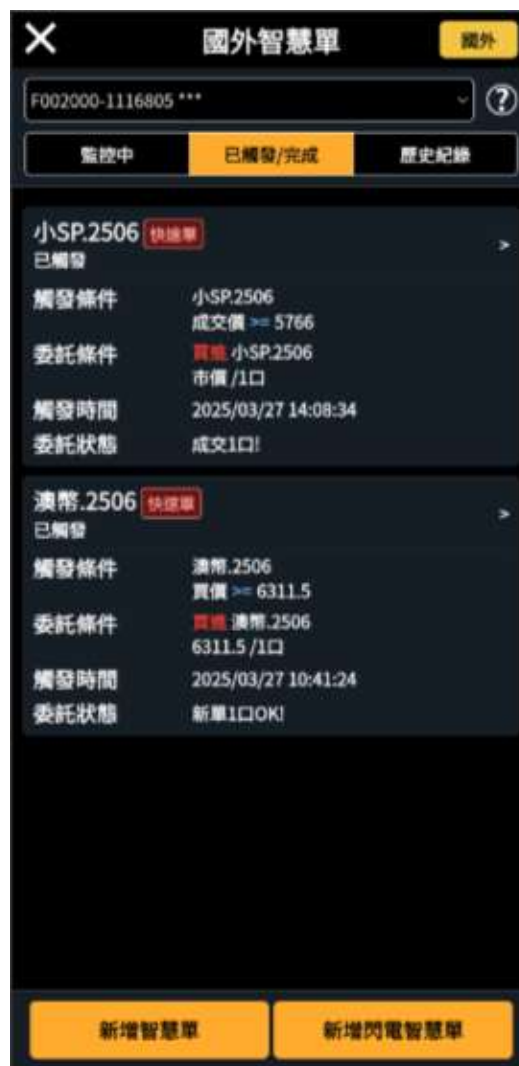 國外智慧單
國外
F002000-1116805 ***
?
監控中 已觸發/完成 歷史紀錄
小SP.2506 快速單
已觸發
>
觸發條件 小SP.2506
成交價 >= 5766
委託條件 買進 小SP.2506
市價 /1口
觸發時間 2025/03/27 14:08:34
委託狀態 成交1口!
澳幣.2506 快速單
已觸發
>
觸發條件 澳幣.2506
買價 >= 6311.5
委託條件 買進 澳幣.2506
6311.5 /1口
觸發時間 2025/03/27 10:41:24
委託狀態 新單1口OK!
新增智慧單 新增閃電智慧單